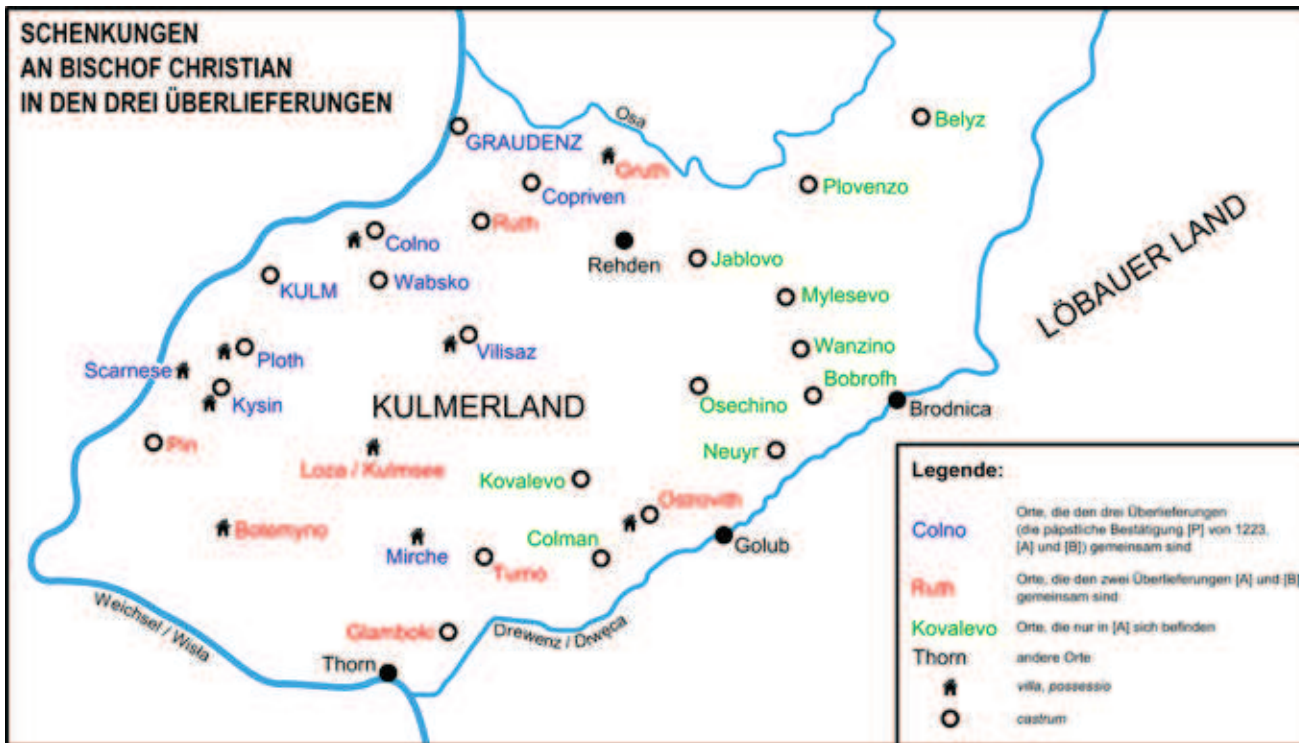 SCHENKUNGEN
AN BISCHOF CHRISTIAN
IN DEN DREI ÜBERLIEFERUNGEN
Osa
Belyz
GRAUDENZ
Gruth
Copriven
Plovenzo
Ruth
Colno
Rehden
Jablovo
KULM
Wabsko
Mylesevo
LÖBAUER LAND
Ploth
Vilisaz
Wanzino
Scarnese
Bobrofh
Kysin
KULMERLAND
Osechino
Brodnica
Pin
Neuyr
Loza / Kulmsee
Kovalevo
Ostrovith
Bolemyno
Mirche
Colman
Golub
Turno
Weichsel / Wisła
Glamboki
Drewenz / Drwęca
Thorn
Legende:
Colno
Orte, die den drei Überlieferungen
(die päpstliche Bestätigung [P] von 1223,
[A] und [B]) gemeinsam sind
Ruth
Orte, die den zwei Überlieferungen [A] und [B]
gemeinsam sind
Kovalevo
Orte, die nur in [A] sich befinden
Thorn
andere Orte
villa, possessio
castrum